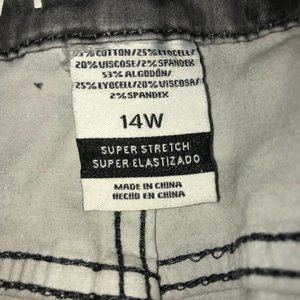 3% COTTON/25% LYOCELL/
20% VISCOSE/2% SPANDEX
53% ALGODÓN/
25% LYOCELL/20% VISCOSA/
2% SPANDEX
14W
SUPER STRETCH
SUPER ELASTIZADO
MADE IN CHINA
HECHO EN CHINA